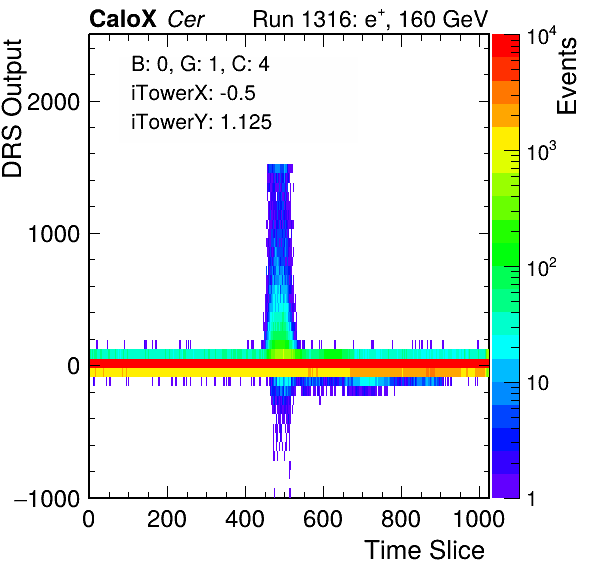 CaloX Cer Run 1316: e+, 160 GeV
B: 0, G: 1, C: 4
iTowerX: -0.5
iTowerY: 1.125
DRS Output
2000
1000
0
−1000
0 200 400 600 800 1000
Time Slice
Events
10^4
10^3
10^2
10
1